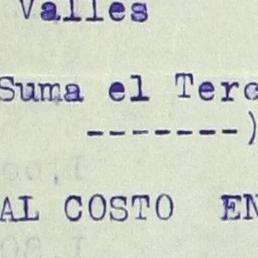 Valles
Suma el Terc
-------)
AL COSTO EN